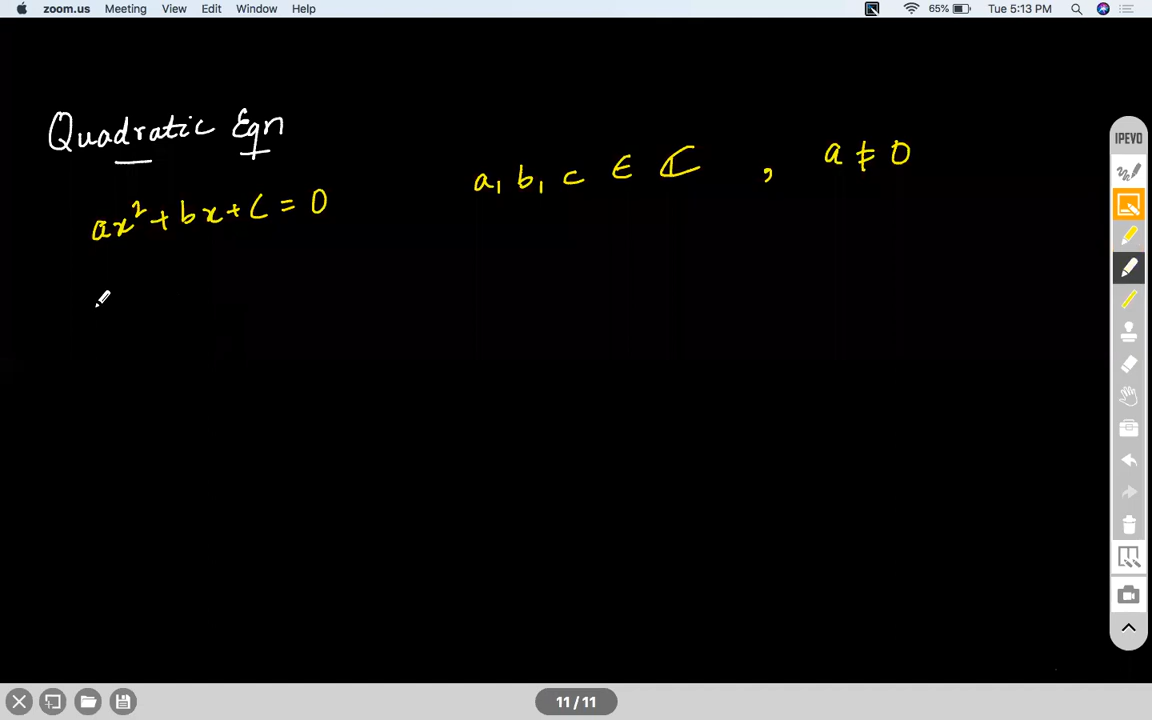 zoom.us Meeting View Edit Window Help 65% Tue 5:13 PM
Quadratic Eqn
ax²+bx+c=0 a, b, c ∈ ℂ , a≠0
IPEVO
11/11